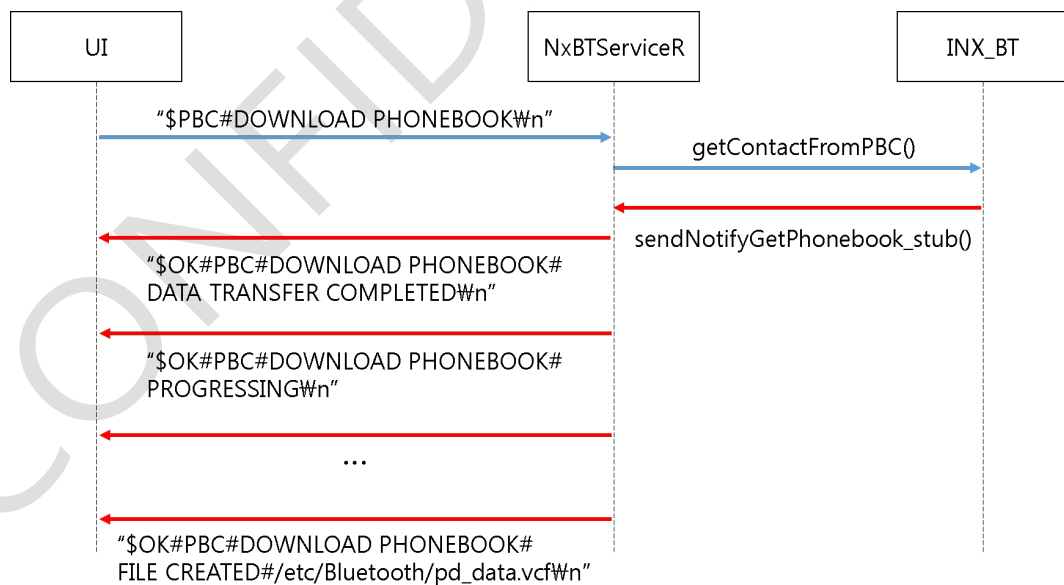 UI
NxBTServiceR
INX_BT
“$PBC#DOWNLOAD PHONEBOOK₩n”
getContactFromPBC()
sendNotifyGetPhonebook_stub()
“$OK#PBC#DOWNLOAD PHONEBOOK#
DATA TRANSFER COMPLETED₩n”
“$OK#PBC#DOWNLOAD PHONEBOOK#
PROGRESSING₩n”
...
“$OK#PBC#DOWNLOAD PHONEBOOK#
FILE CREATED#/etc/Bluetooth/pd_data.vcf₩n”
CONFID